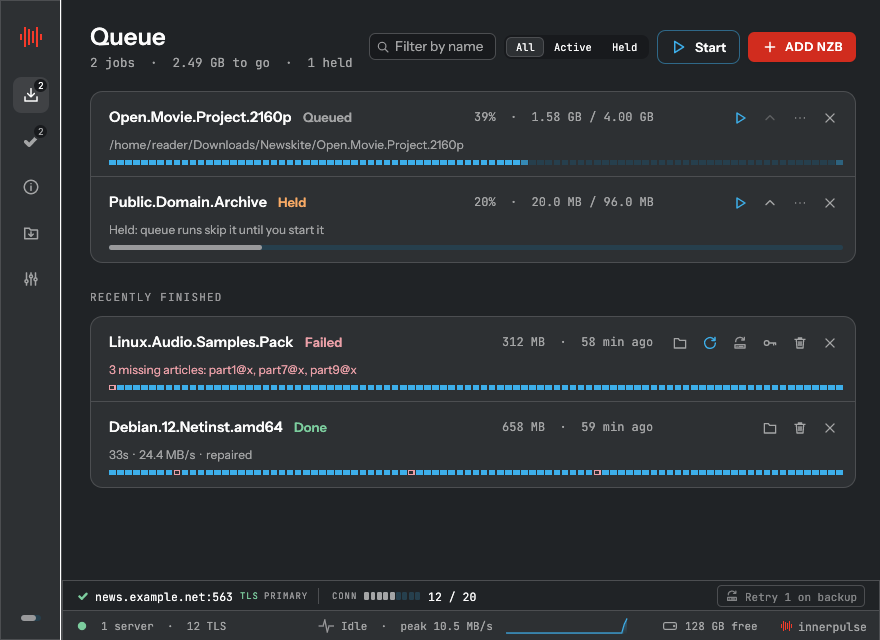 Queue
2 jobs · 2.49 GB to go · 1 held
Filter by name
All Active Held
Start
ADD NZB
2
2
Open.Movie.Project.2160p Queued 39% · 1.58 GB / 4.00 GB
/home/reader/Downloads/Newskite/Open.Movie.Project.2160p
Public.Domain.Archive Held 20% · 20.0 MB / 96.0 MB
Held: queue runs skip it until you start it
RECENTLY FINISHED
Linux.Audio.Samples.Pack Failed 312 MB · 58 min ago
3 missing articles: part1@x, part7@x, part9@x
Debian.12.Netinst.amd64 Done 658 MB · 59 min ago
33s · 24.4 MB/s · repaired
news.example.net:563 TLS PRIMARY CONN 12 / 20 Retry 1 on backup
1 server · 12 TLS Idle · peak 10.5 MB/s 128 GB free innerpulse